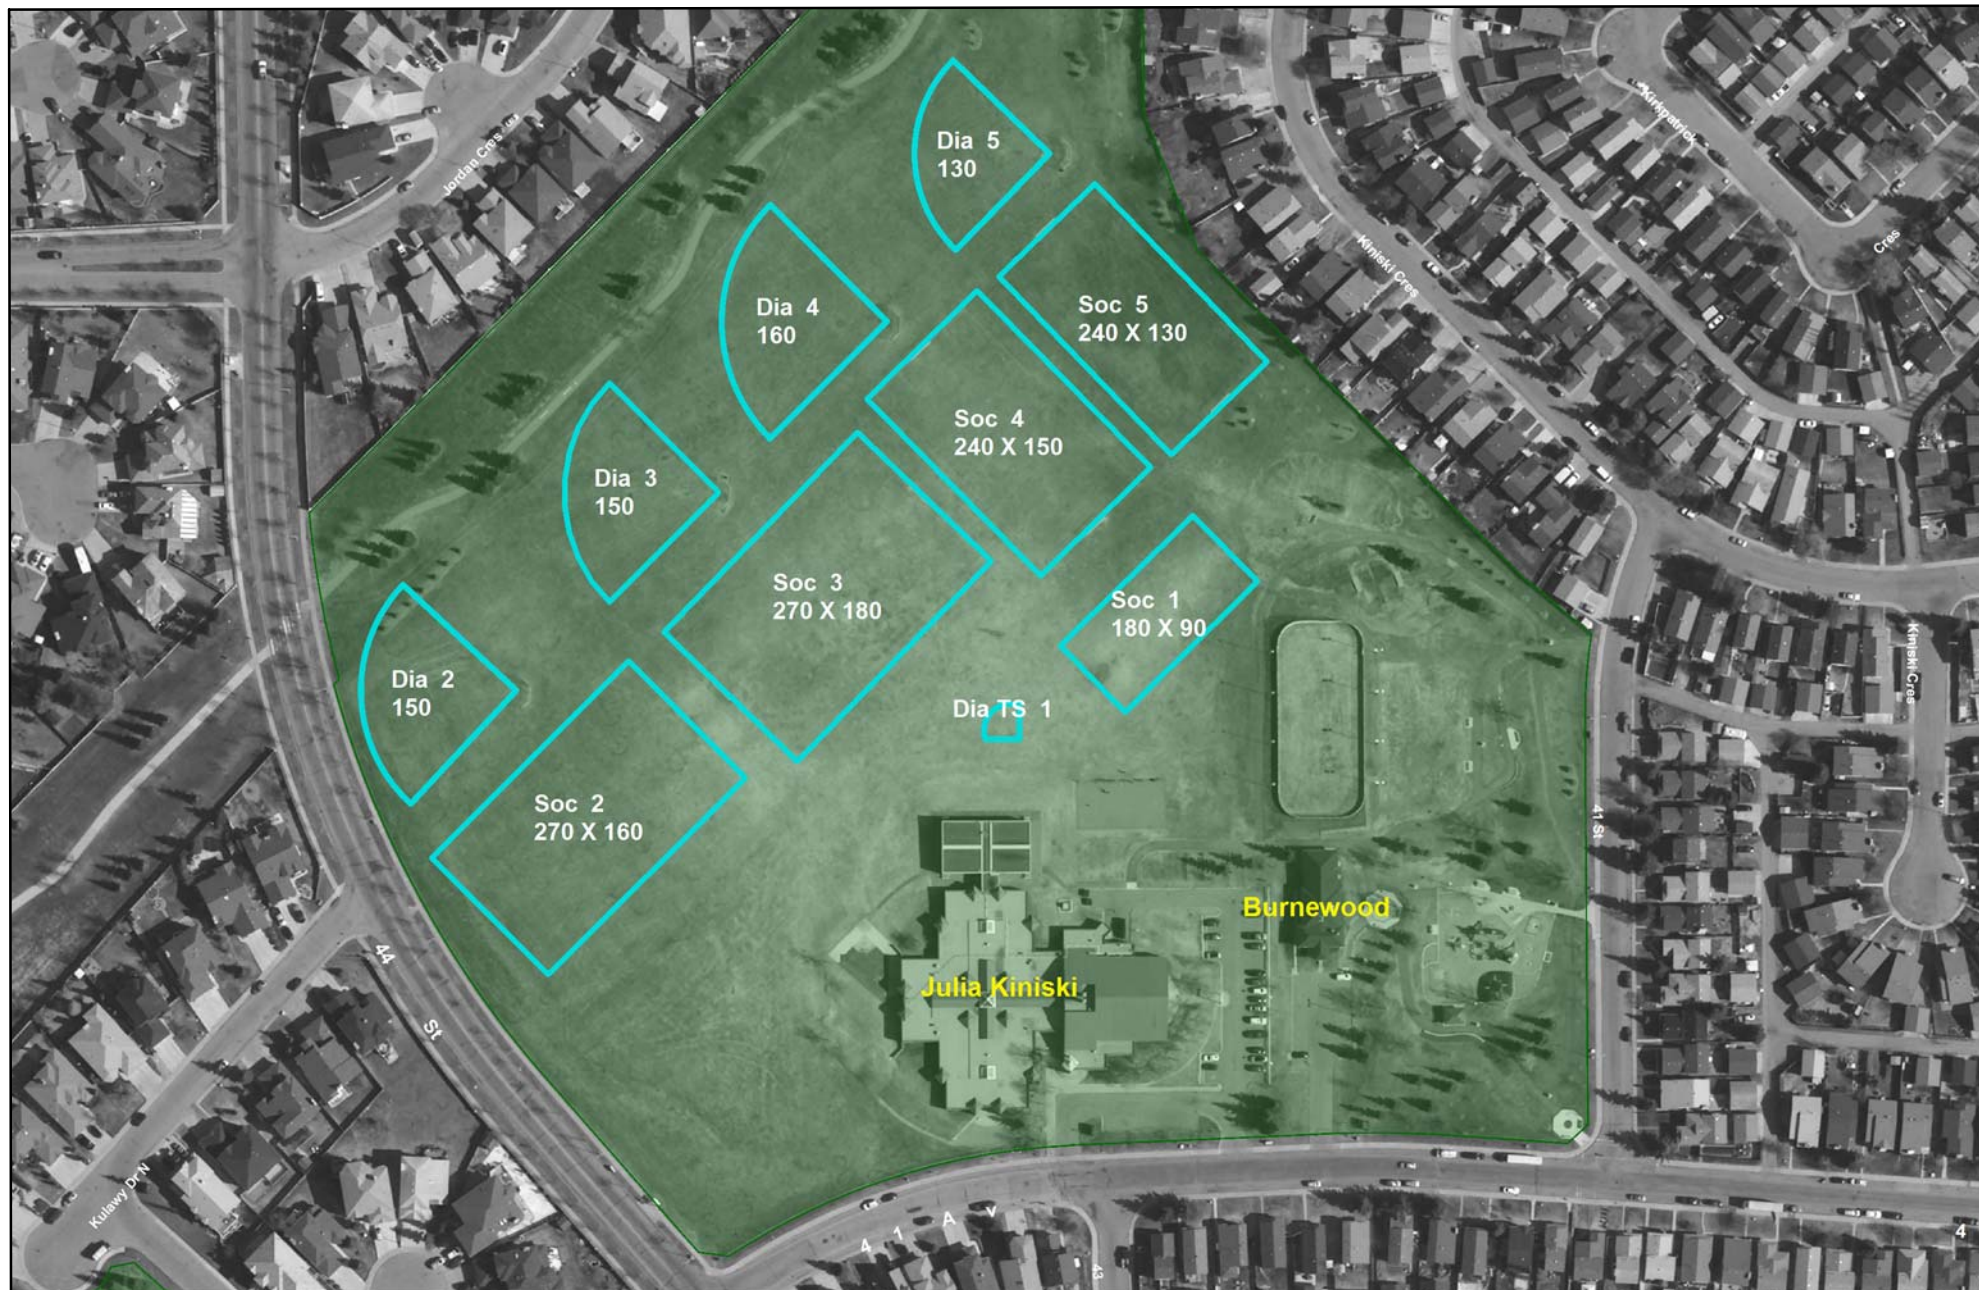 Dia 5
130
Kirkpatrick
Cres
Jordan Cres
Kiniski Cres
Dia 4
160
Soc 5
240 X 130
Soc 4
240 X 150
Dia 3
150
Soc 3
270 X 180
Soc 1
180 X 90
Kiniski Cres
Dia 2
150
Dia TS 1
Soc 2
270 X 160
41 St
Burnewood
44 St
Julia Kiniski
Kulawy Dr N
41 Av
43
4